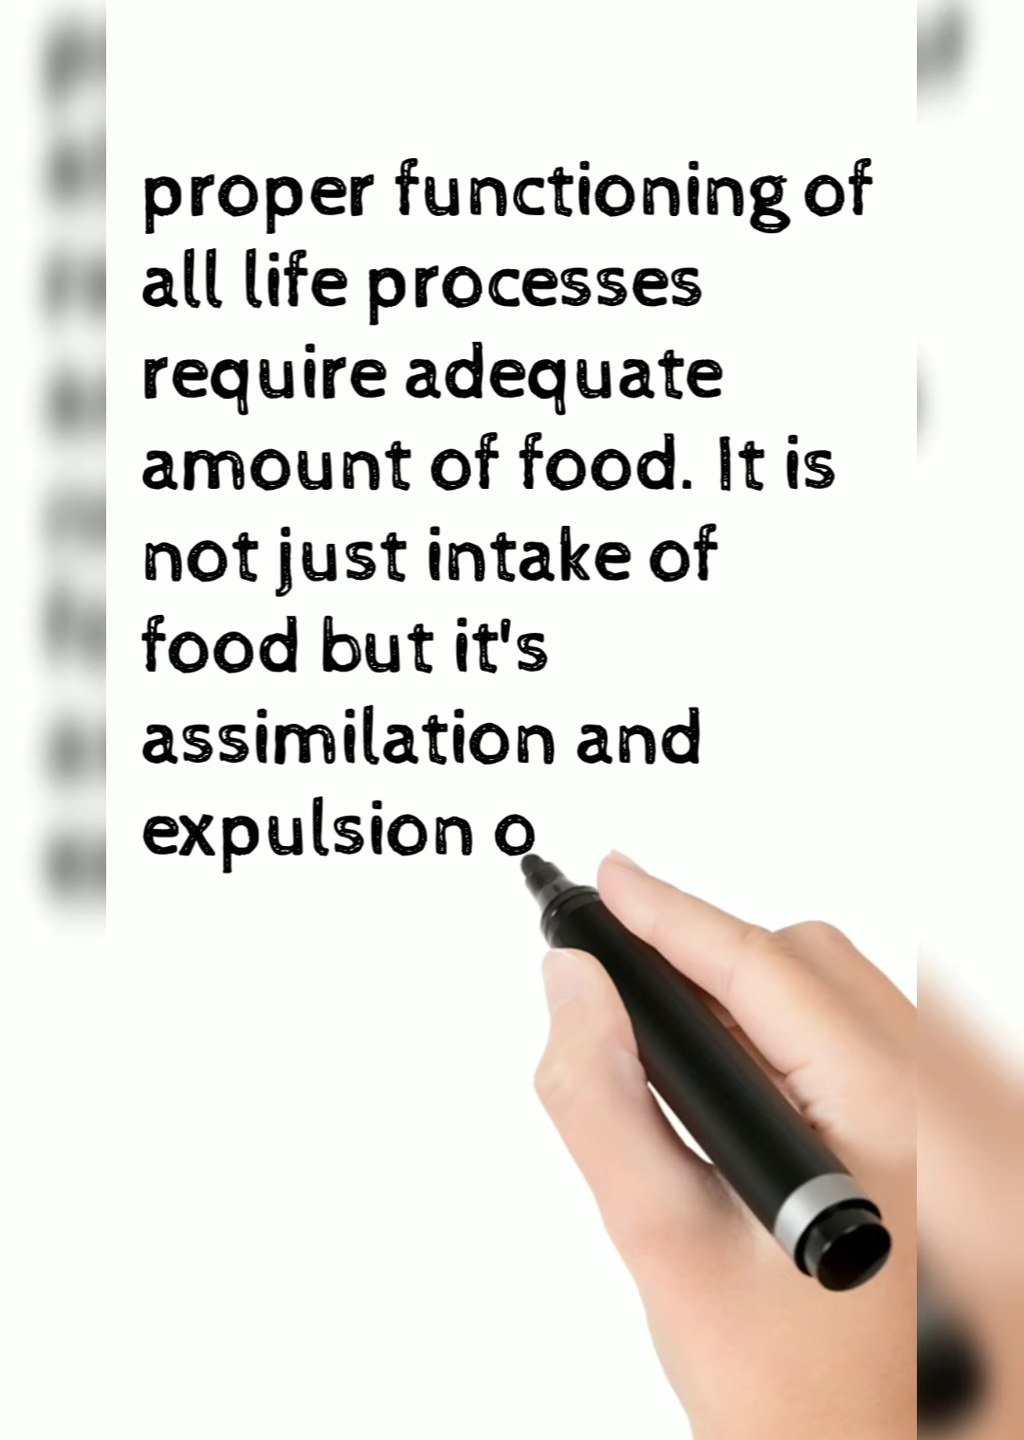 proper functioning of
all life processes
require adequate
amount of food. It is
not just intake of
food but it's
assimilation and
expulsion o